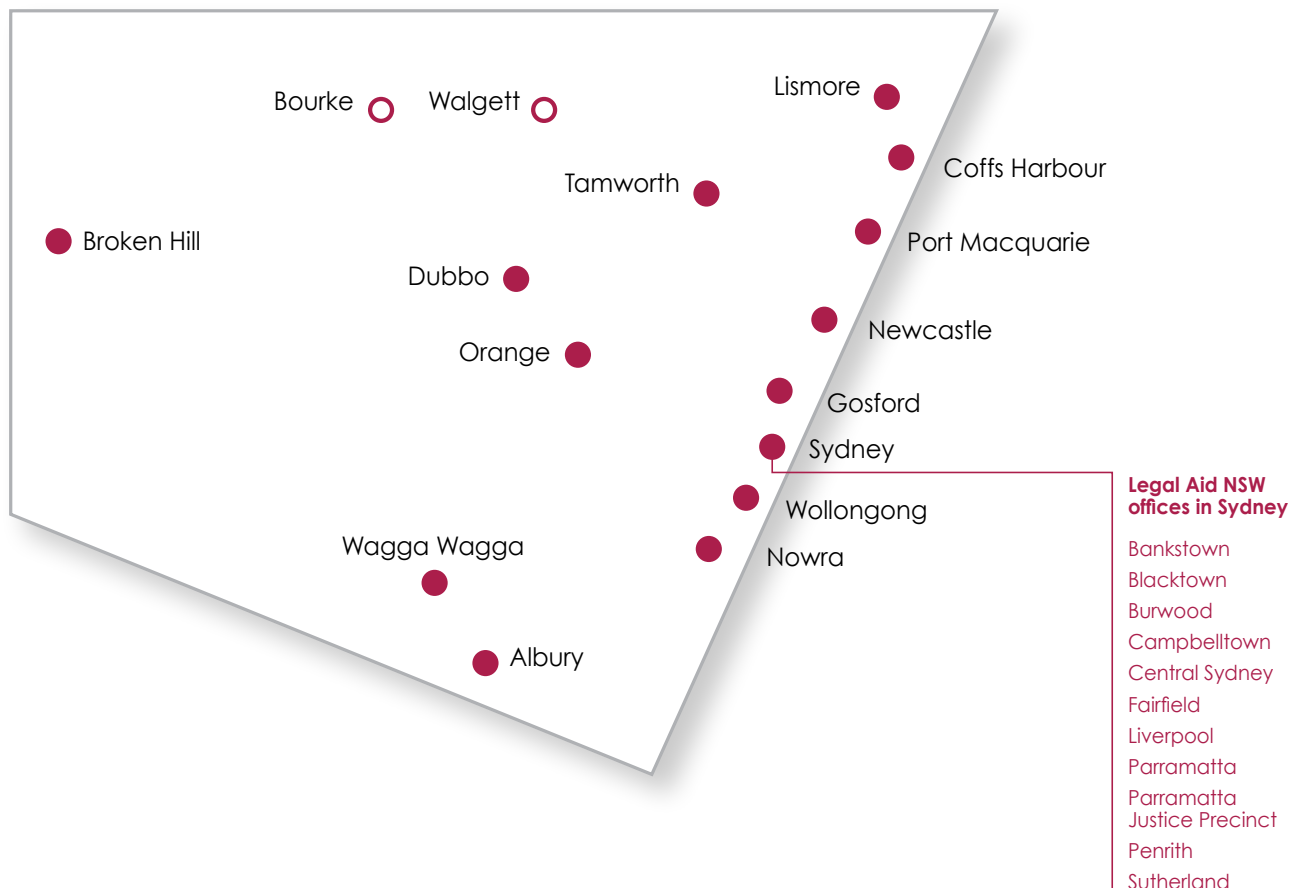 Lismore
Bourke
Walgett
Coffs Harbour
Tamworth
Broken Hill
Port Macquarie
Dubbo
Newcastle
Orange
Gosford
Sydney
Legal Aid NSW
offices in Sydney
Wollongong
Wagga Wagga
Nowra
Albury
Bankstown
Blacktown
Burwood
Campbelltown
Central Sydney
Fairfield
Liverpool
Parramatta
Parramatta
Justice Precinct
Penrith
Sutherland